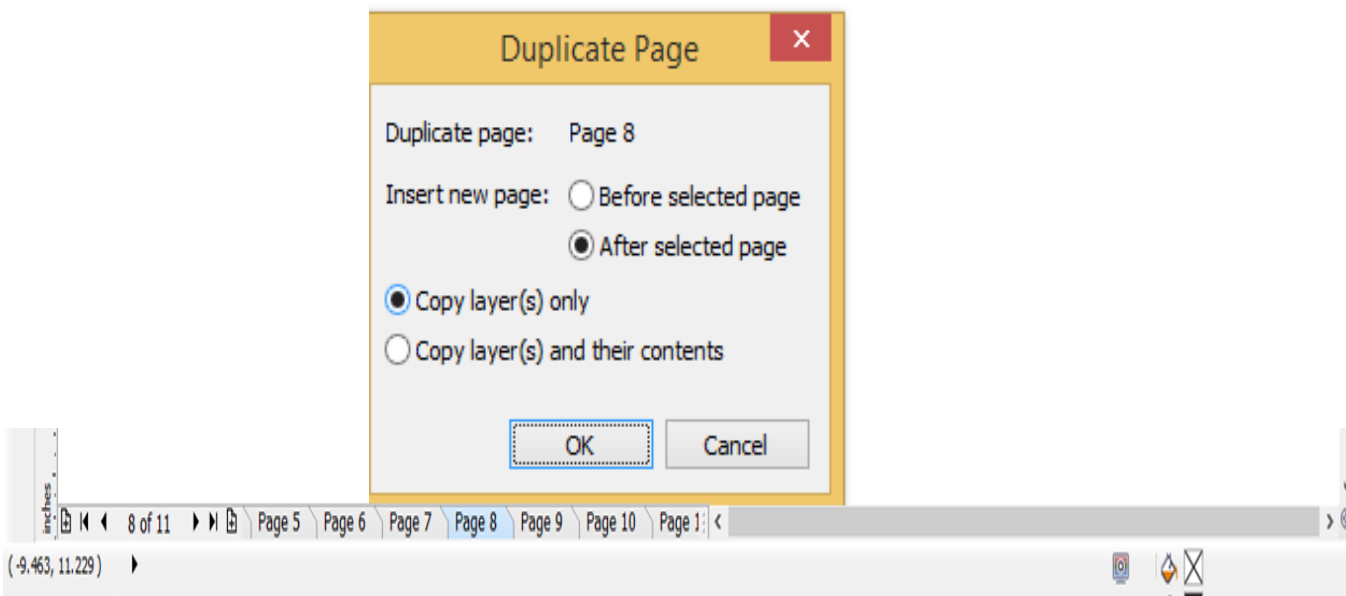 Duplicate Page
Duplicate page: Page 8
Insert new page: Before selected page
After selected page
Copy layer(s) only
Copy layer(s) and their contents
OK Cancel
inches
8 of 11 Page 5 Page 6 Page 7 Page 8 Page 9 Page 10 Page 1
(-9.463, 11.229)